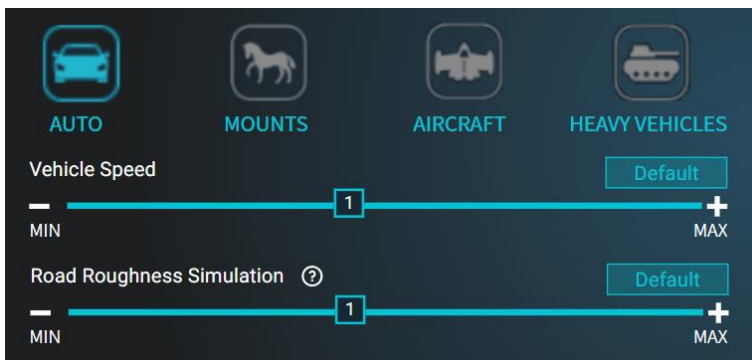 AUTO MOUNTS AIRCRAFT HEAVY VEHICLES
Vehicle Speed Default
1
MIN MAX
Road Roughness Simulation ? Default
1
MIN MAX